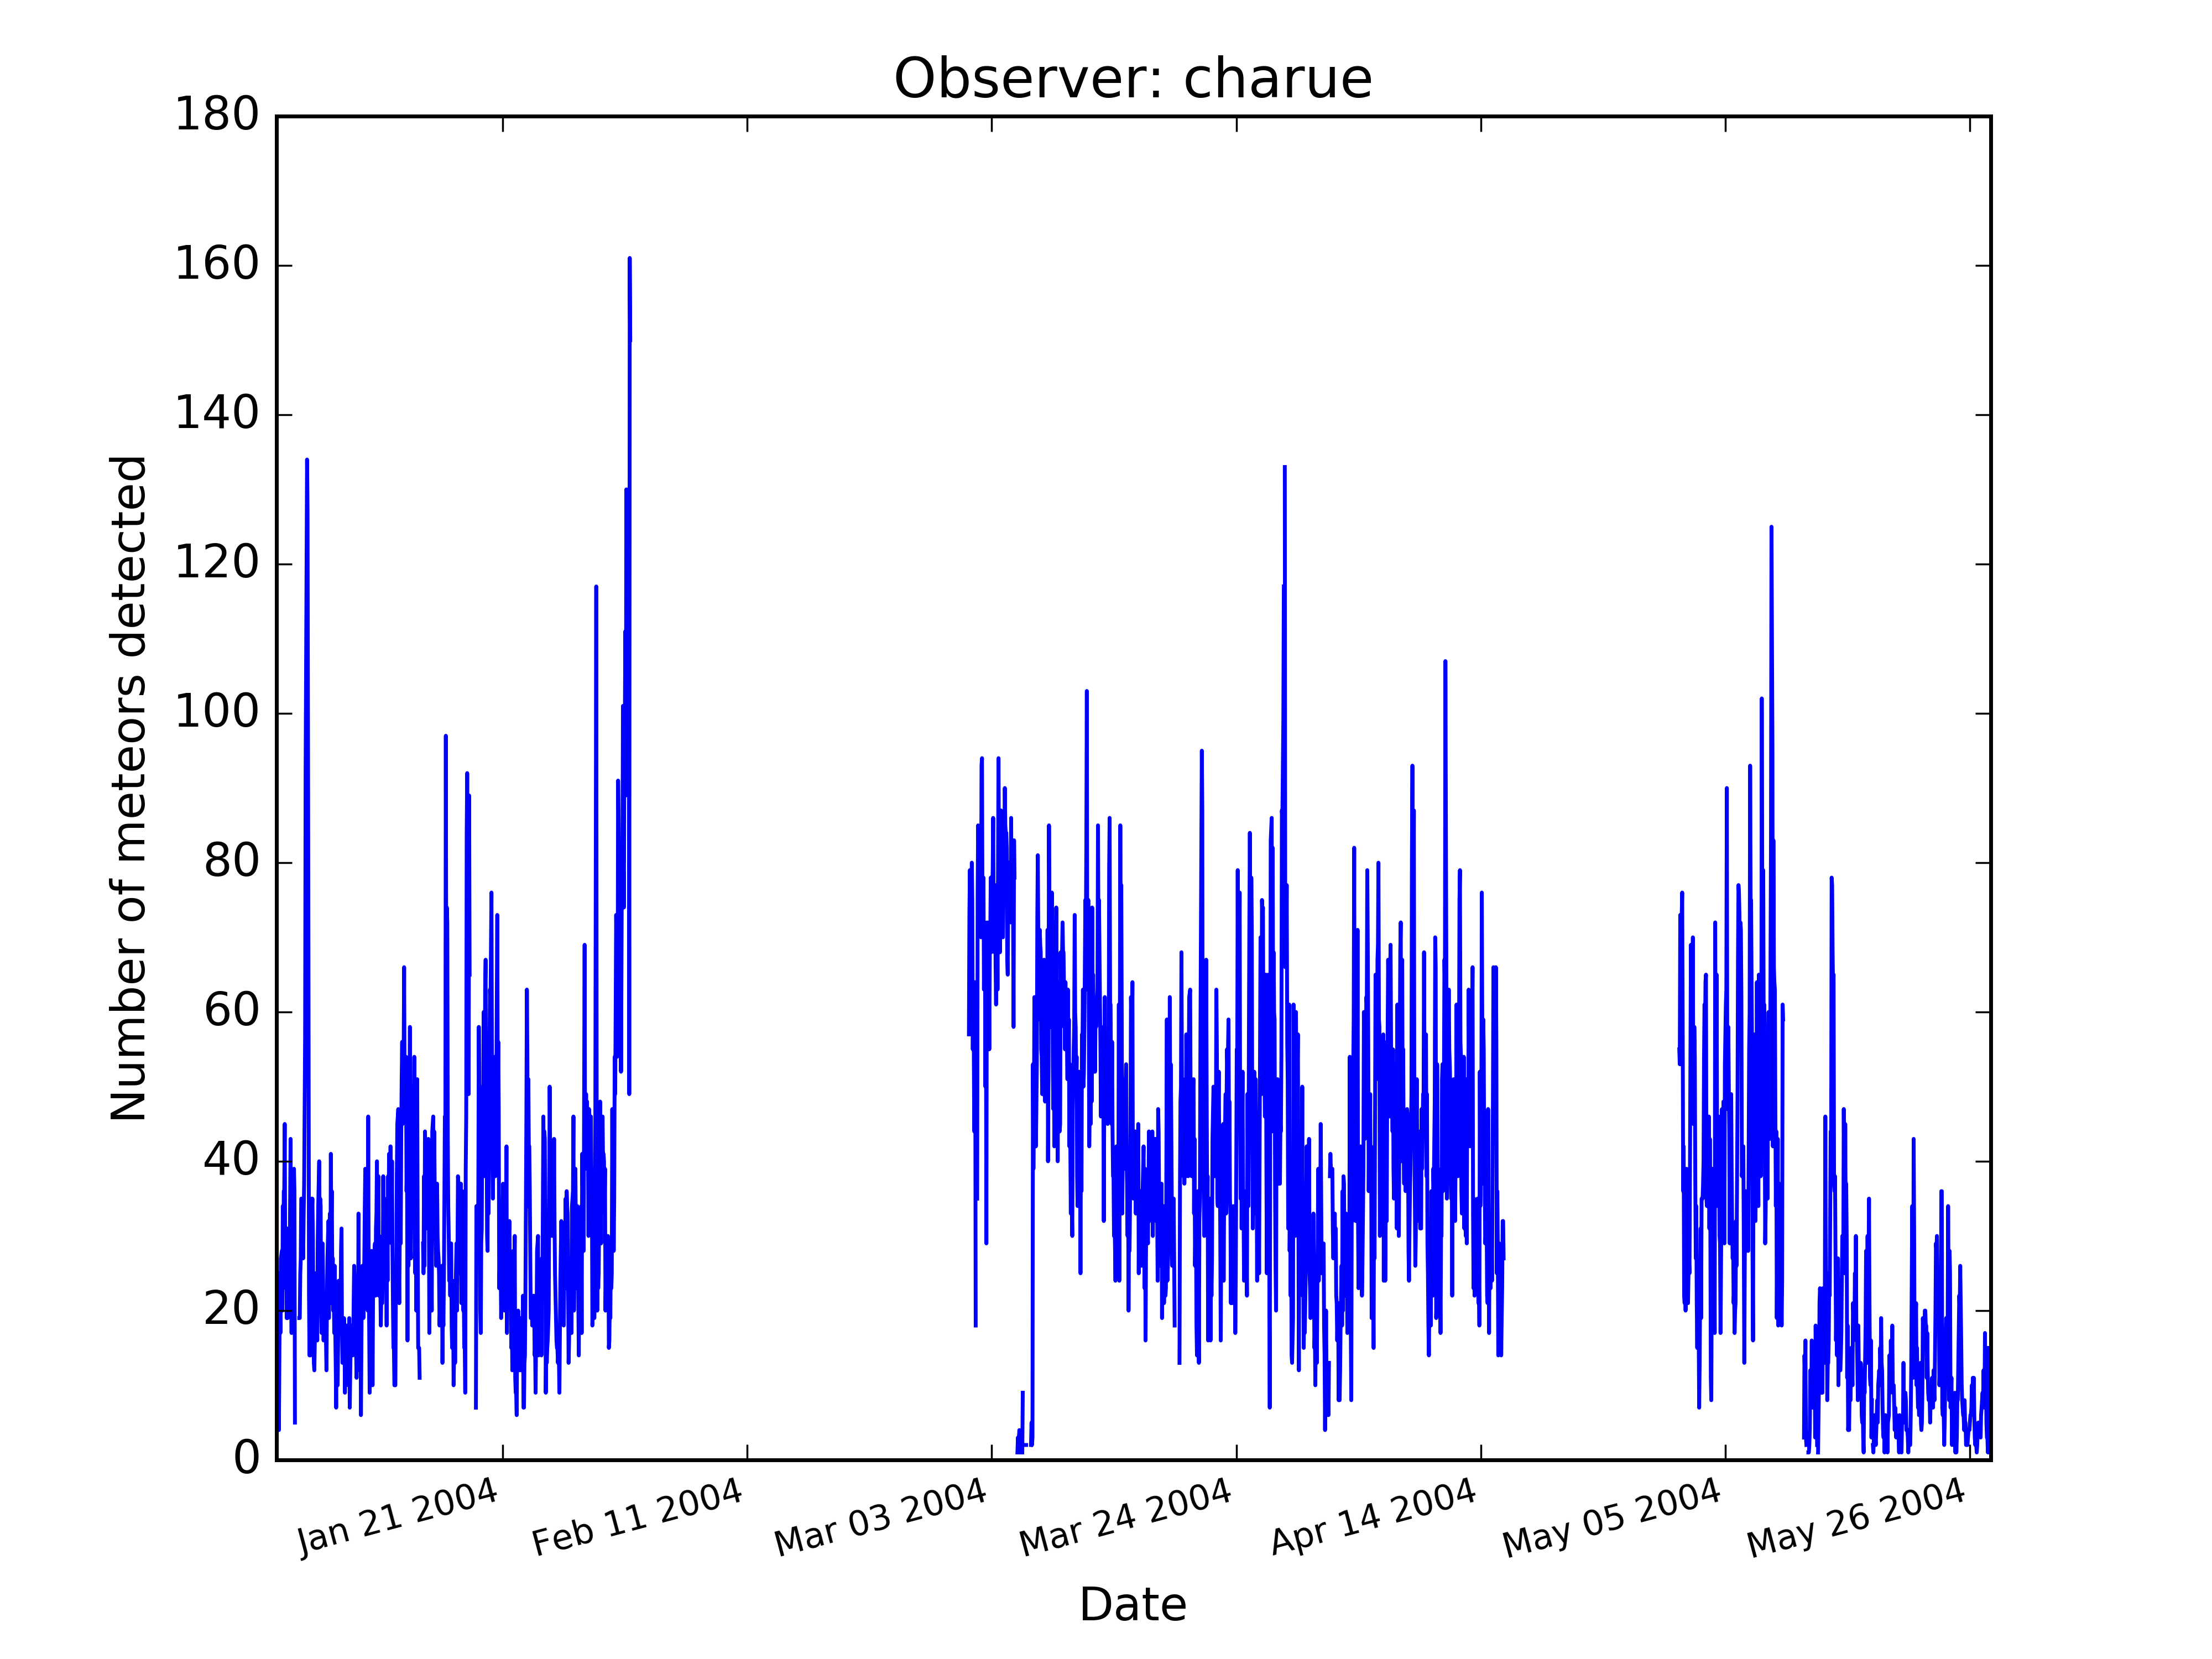 Observer: charue
180
160
140
120
100
80
60
40
20
0
Number of meteors detected
Jan 21 2004
Feb 11 2004
Mar 03 2004
Mar 24 2004
Apr 14 2004
May 05 2004
May 26 2004
Date